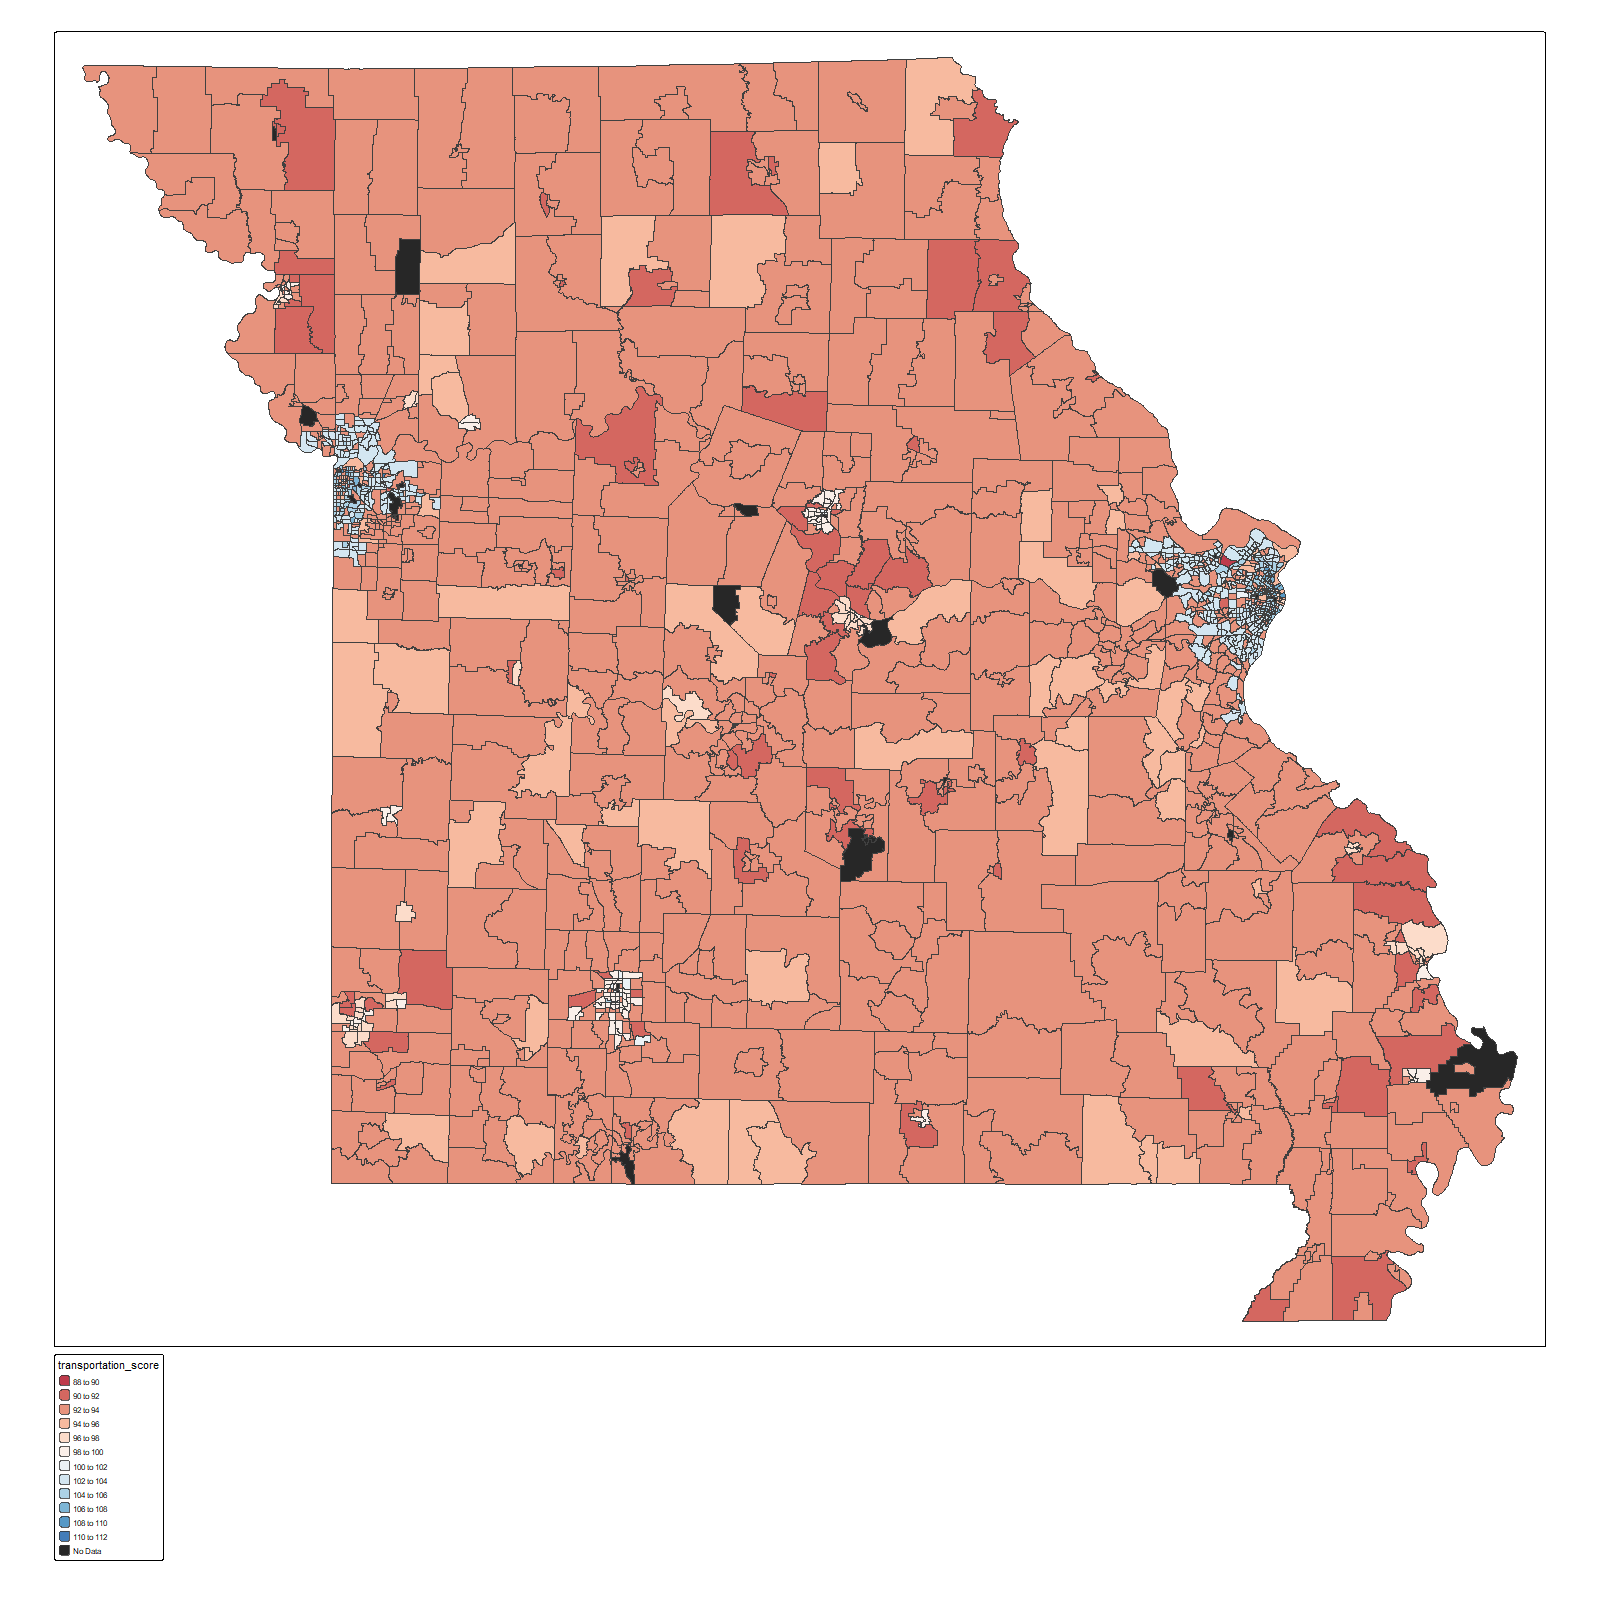 transportation_score
88 to 90
90 to 92
92 to 94
94 to 96
96 to 98
98 to 100
100 to 102
102 to 104
104 to 106
106 to 108
108 to 110
110 to 112
No Data